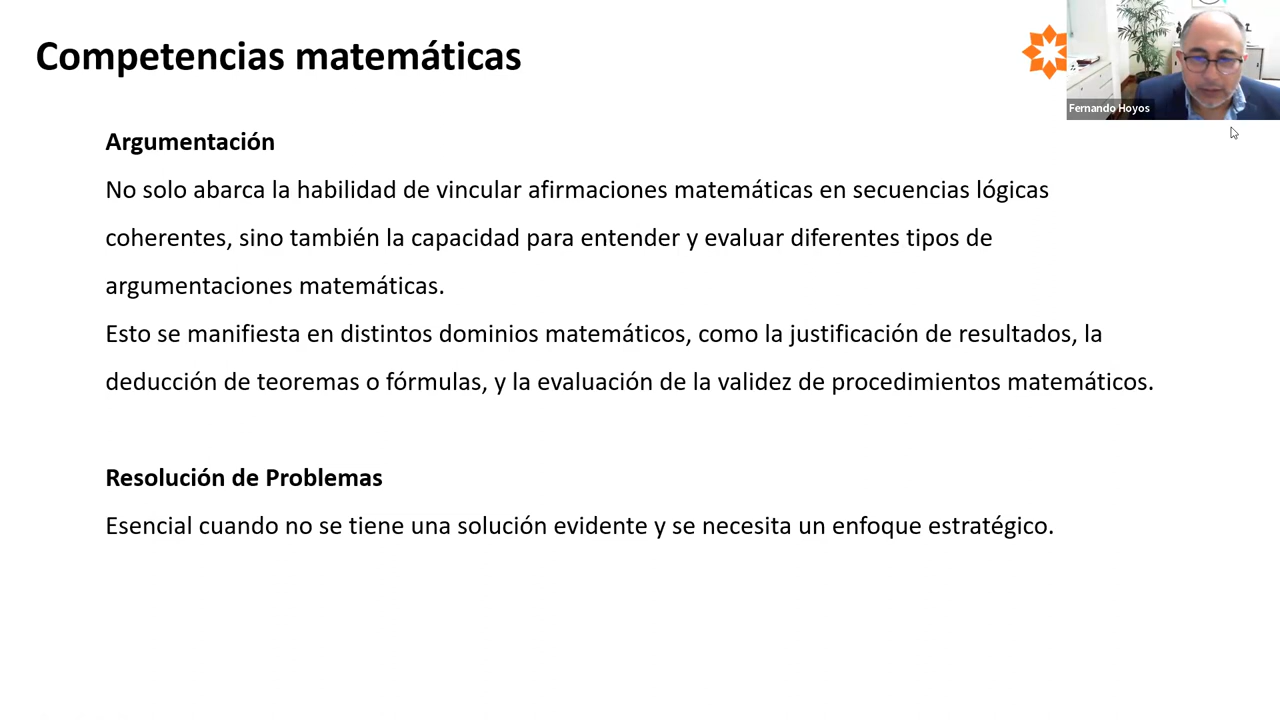 Competencias matemáticas
Fernando Hoyos
Argumentación
No solo abarca la habilidad de vincular afirmaciones matemáticas en secuencias lógicas
coherentes, sino también la capacidad para entender y evaluar diferentes tipos de
argumentaciones matemáticas.
Esto se manifiesta en distintos dominios matemáticos, como la justificación de resultados, la
deducción de teoremas o fórmulas, y la evaluación de la validez de procedimientos matemáticos.
Resolución de Problemas
Esencial cuando no se tiene una solución evidente y se necesita un enfoque estratégico.